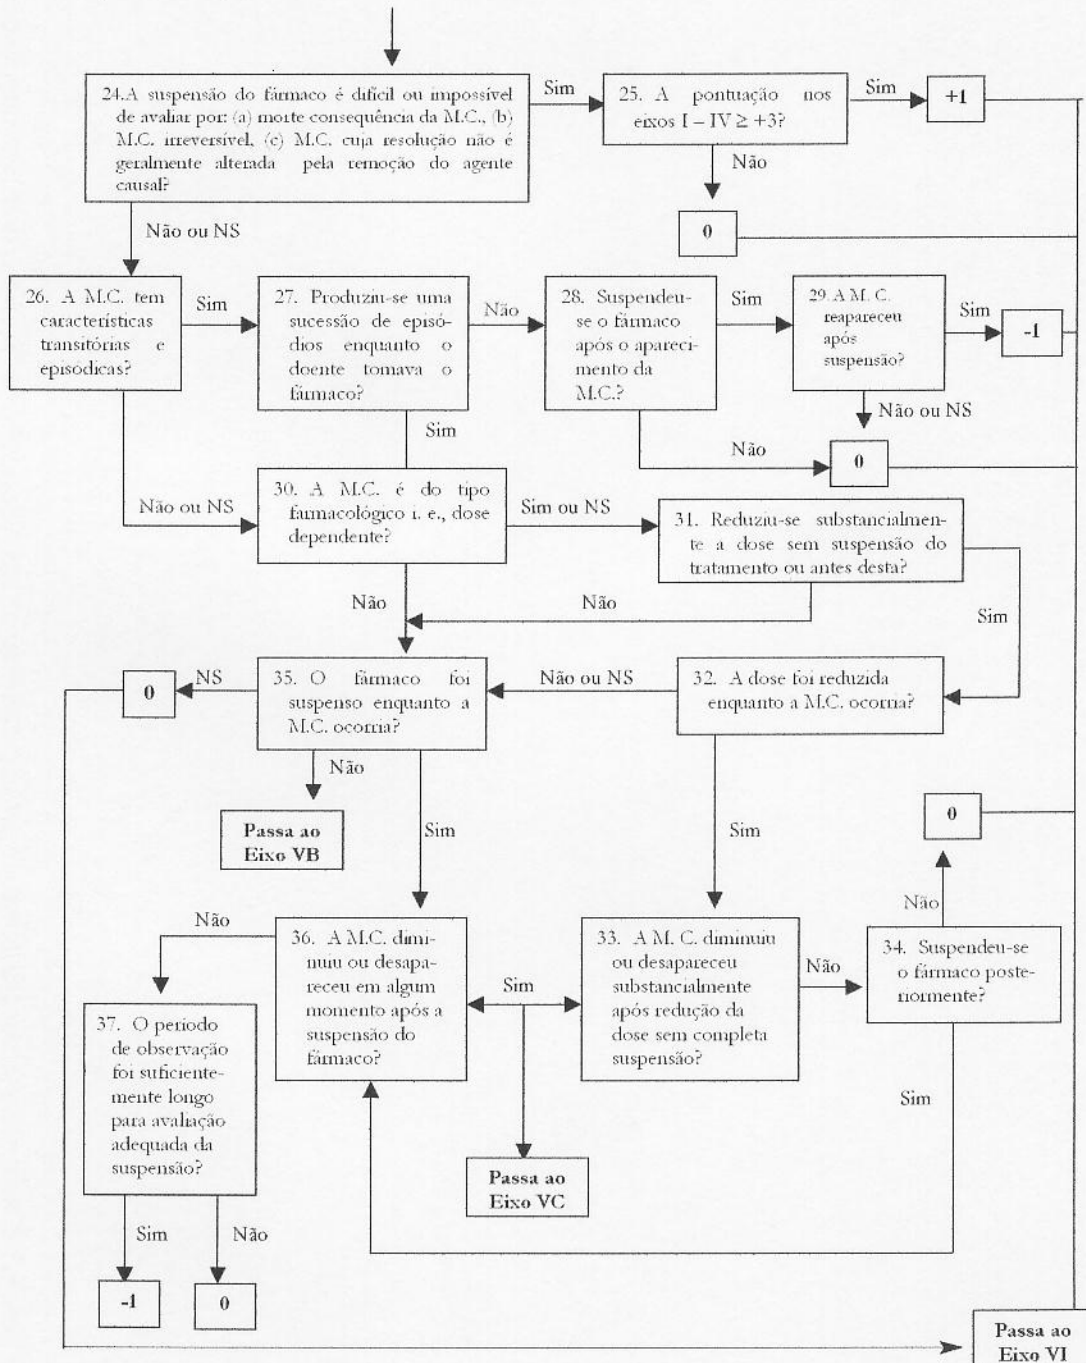 24.A suspensão do fármaco é difícil ou impossível
de avaliar por: (a) morte consequência da M.C., (b)
M.C. irreversível, (c) M.C. cuja resolução não é
geralmente alterada pela remoção do agente
causal?
Sim
25. A pontuação nos
eixos I – IV ≥ +3?
Sim
+1
Não
0
Não ou NS
26. A M.C. tem
características
transitórias e
episódicas?
Sim
27. Produziu-se uma
sucessão de episó-
dios enquanto o
doente tomava o
fármaco?
Não
28. Suspendeu-
se o fármaco
após o apareci-
mento da
M.C.?
Sim
29. A M. C.
reapareceu
após
suspensão?
Sim
-1
Não ou NS
Sim
Não
0
Não ou NS
30. A M.C. é do tipo
farmacológico i. e., dose
dependente?
Sim ou NS
31. Reduziu-se substancialmen-
te a dose sem suspensão do
tratamento ou antes desta?
Não
Não
Sim
0
NS
35. O fármaco foi
suspenso enquanto a
M.C. ocorria?
Não ou NS
32. A dose foi reduzida
enquanto a M.C. ocorria?
Não
Passa ao
Eixo VB
Sim
Sim
0
Não
Não
36. A M.C. dimi-
nuiu ou desapa-
receu em algum
momento após a
suspensão do
fármaco?
Sim
33. A M. C. diminuiu
ou desapareceu
substancialmente
após redução da
dose sem completa
suspensão?
Não
34. Suspendeu-se
o fármaco poste-
riormente?
37. O período
de observação
foi suficiente-
mente longo
para avaliação
adequada da
suspensão?
Sim
Passa ao
Eixo VC
Sim
Não
-1
0
Passa ao
Eixo VI